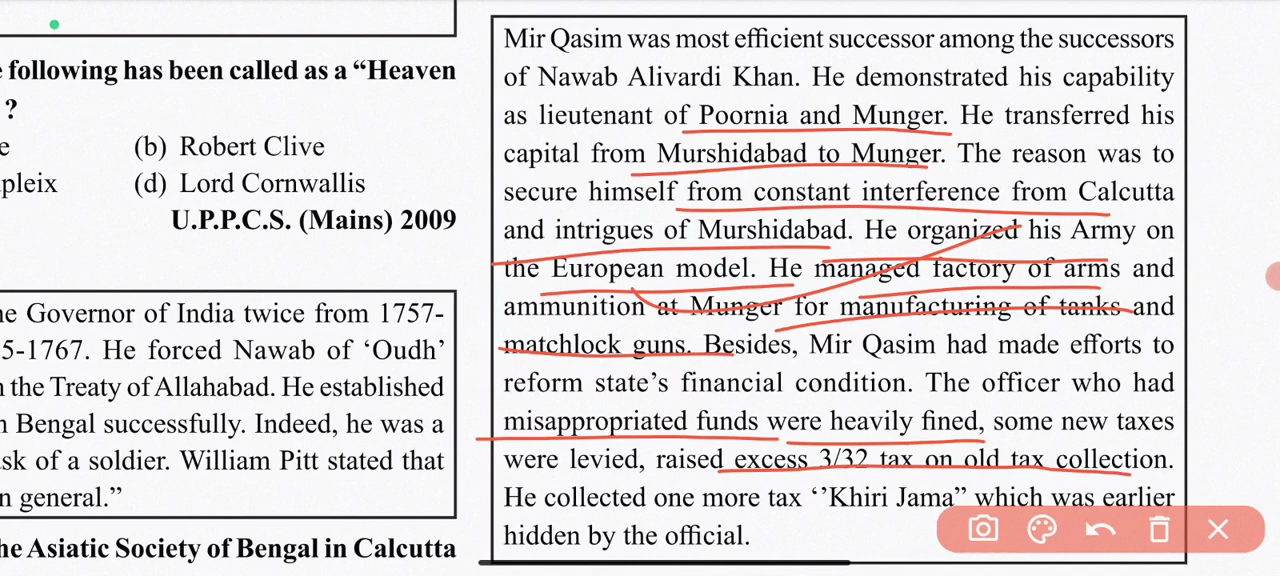 following has been called as a “Heaven
?
(b) Robert Clive
(d) Lord Cornwallis
U.P.P.C.S. (Mains) 2009
Governor of India twice from 1757-
5-1767. He forced Nawab of ‘Oudh’
the Treaty of Allahabad. He established
Bengal successfully. Indeed, he was a
of a soldier. William Pitt stated that
general.”
Asiatic Society of Bengal in Calcutta
Mir Qasim was most efficient successor among the successors
of Nawab Alivardi Khan. He demonstrated his capability
as lieutenant of Poornia and Munger. He transferred his
capital from Murshidabad to Munger. The reason was to
secure himself from constant interference from Calcutta
and intrigues of Murshidabad. He organized his Army on
the European model. He managed factory of arms and
ammunition at Munger for manufacturing of tanks and
matchlock guns. Besides, Mir Qasim had made efforts to
reform state’s financial condition. The officer who had
misappropriated funds were heavily fined, some new taxes
were levied, raised excess 3/32 tax on old tax collection.
He collected one more tax ‘’Khiri Jama” which was earlier
hidden by the official.